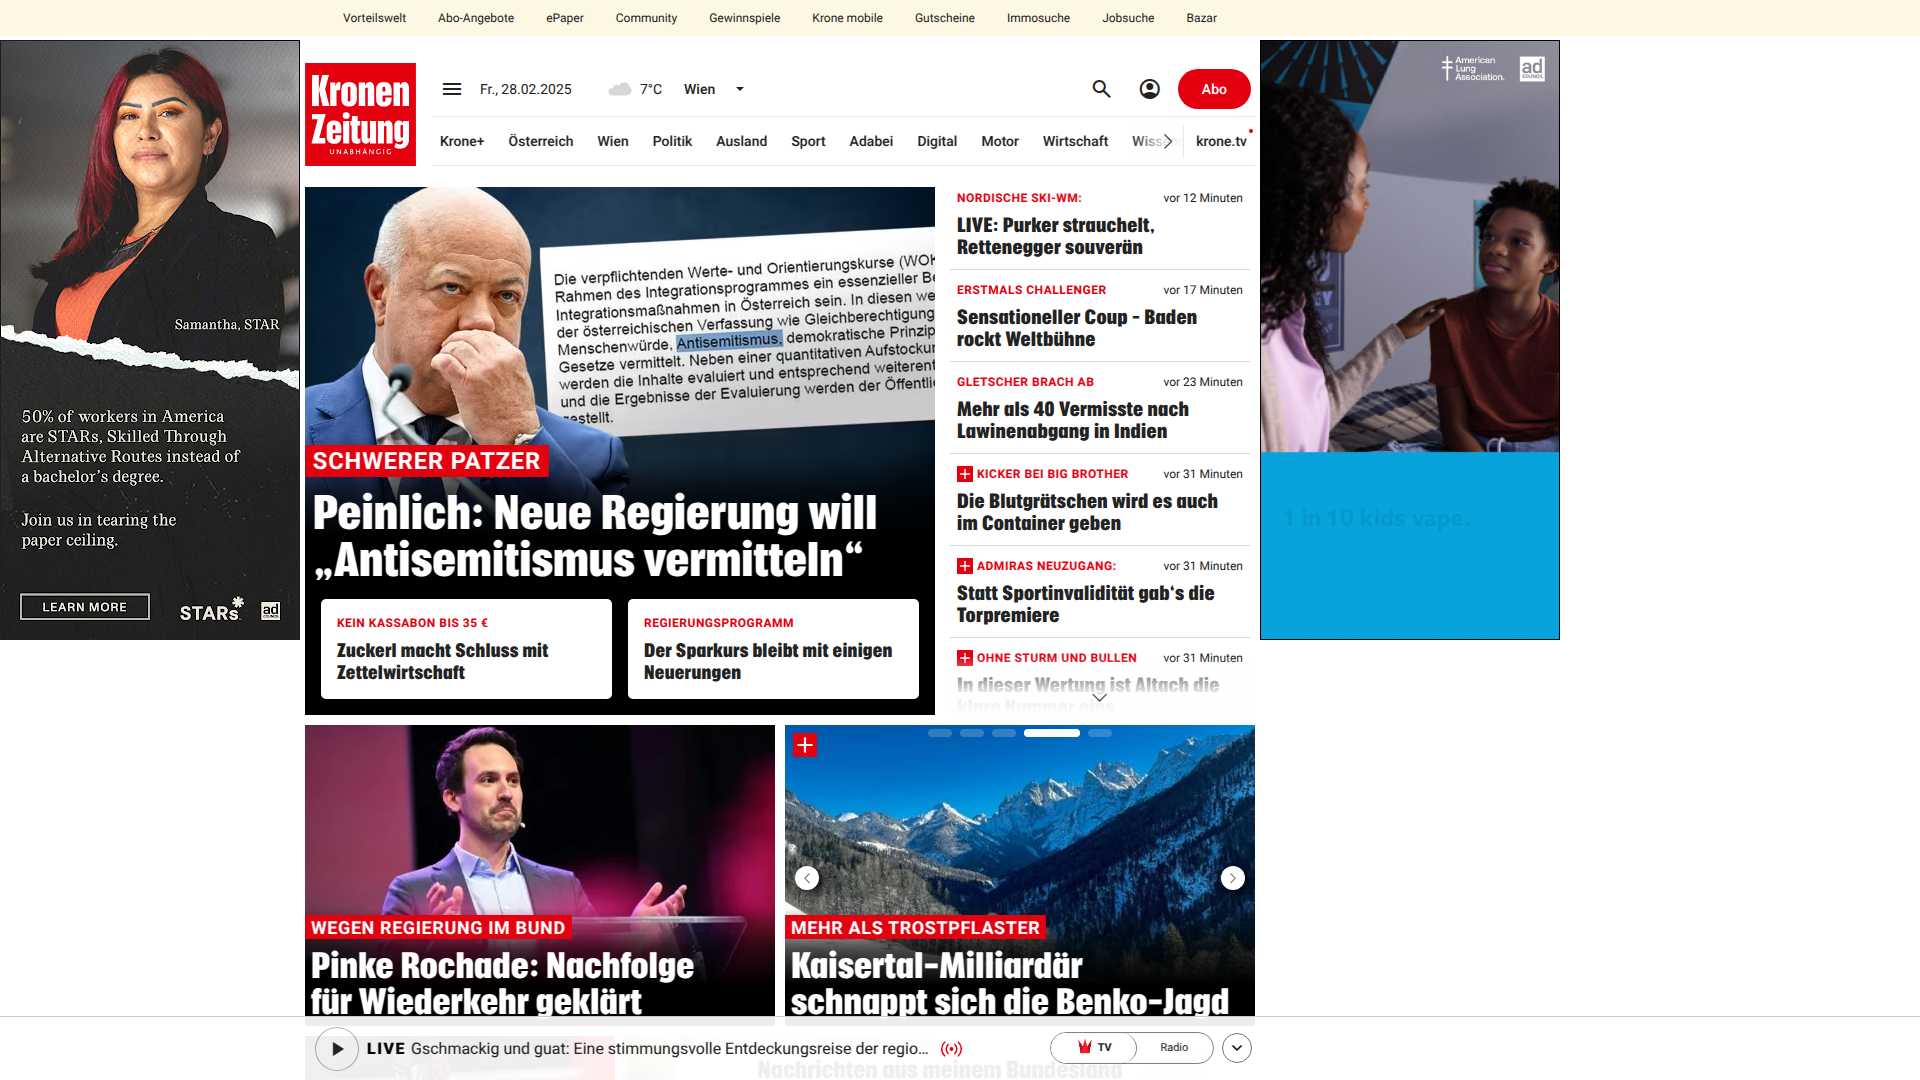 Vorteilswelt Abo-Angebote ePaper Community Gewinnspiele Krone mobile Gutscheine Immosuche Jobsuche Bazar
Kronen
Zeitung
UNABHÄNGIG
Fr., 28.02.2025 7°C Wien Abo
Krone+ Österreich Wien Politik Ausland Sport Adabei Digital Motor Wirtschaft krone.tv
Samantha, STAR
50% of workers in America
are STARs, Skilled Through
Alternative Routes instead of
a bachelor's degree.
Join us in tearing the
paper ceiling.
LEARN MORE
STARs
ad
COUNCIL
Die verpflichtenden Werte- und Orientierungskurse (WOK
Rahmen des Integrationsprogrammes ein essenzieller Be
Integrationsmaßnahmen in Österreich sein. In diesen we
der österreichischen Verfassung wie Gleichberechtigung
Menschenwürde, Antisemitismus, demokratische Prinzip
Gesetze vermittelt. Neben einer quantitativen Aufstocku
werden die Inhalte evaluiert und entsprechend weiterent
und die Ergebnisse der Evaluierung werden der Öffentli
gestellt.
SCHWERER PATZER
Peinlich: Neue Regierung will
„Antisemitismus vermitteln“
KEIN KASSABON BIS 35 €
Zuckerl macht Schluss mit
Zettelwirtschaft
REGIERUNGSPROGRAMM
Der Sparkurs bleibt mit einigen
Neuerungen
NORDISCHE SKI-WM: vor 12 Minuten
LIVE: Purker strauchelt,
Rettenegger souverän
ERSTMALS CHALLENGER vor 17 Minuten
Sensationeller Coup – Baden
rockt Weltbühne
GLETSCHER BRACH AB vor 23 Minuten
Mehr als 40 Vermisste nach
Lawinenabgang in Indien
KICKER BEI BIG BROTHER vor 31 Minuten
Die Blutgrätschen wird es auch
im Container geben
ADMIRAS NEUZUGANG: vor 31 Minuten
Statt Sportinvalidität gab‘s die
Torpremiere
OHNE STURM UND BULLEN vor 31 Minuten
In dieser Wertung ist Altach die
klare Nummer eins
American
Lung
Association.
ad
COUNCIL
1 in 10 kids vape.
WEGEN REGIERUNG IM BUND
Pinke Rochade: Nachfolge
für Wiederkehr geklärt
MEHR ALS TROSTPFLASTER
Kaisertal-Milliardär
schnappt sich die Benko-Jagd
LIVE Gschmackig und guat: Eine stimmungsvolle Entdeckungsreise der regio... TV Radio
Nachrichten aus meinem Bundesland